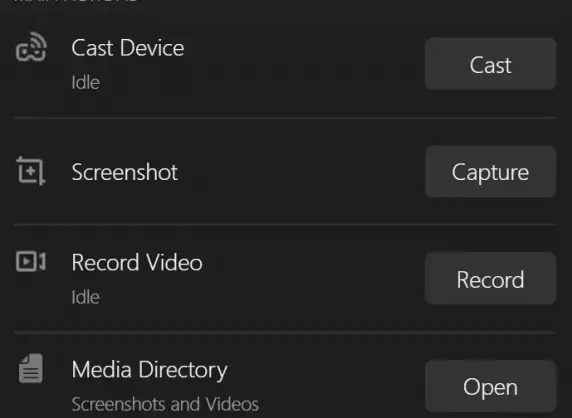 Cast Device
Idle
Cast
Screenshot
Capture
Record Video
Idle
Record
Media Directory
Screenshots and Videos
Open